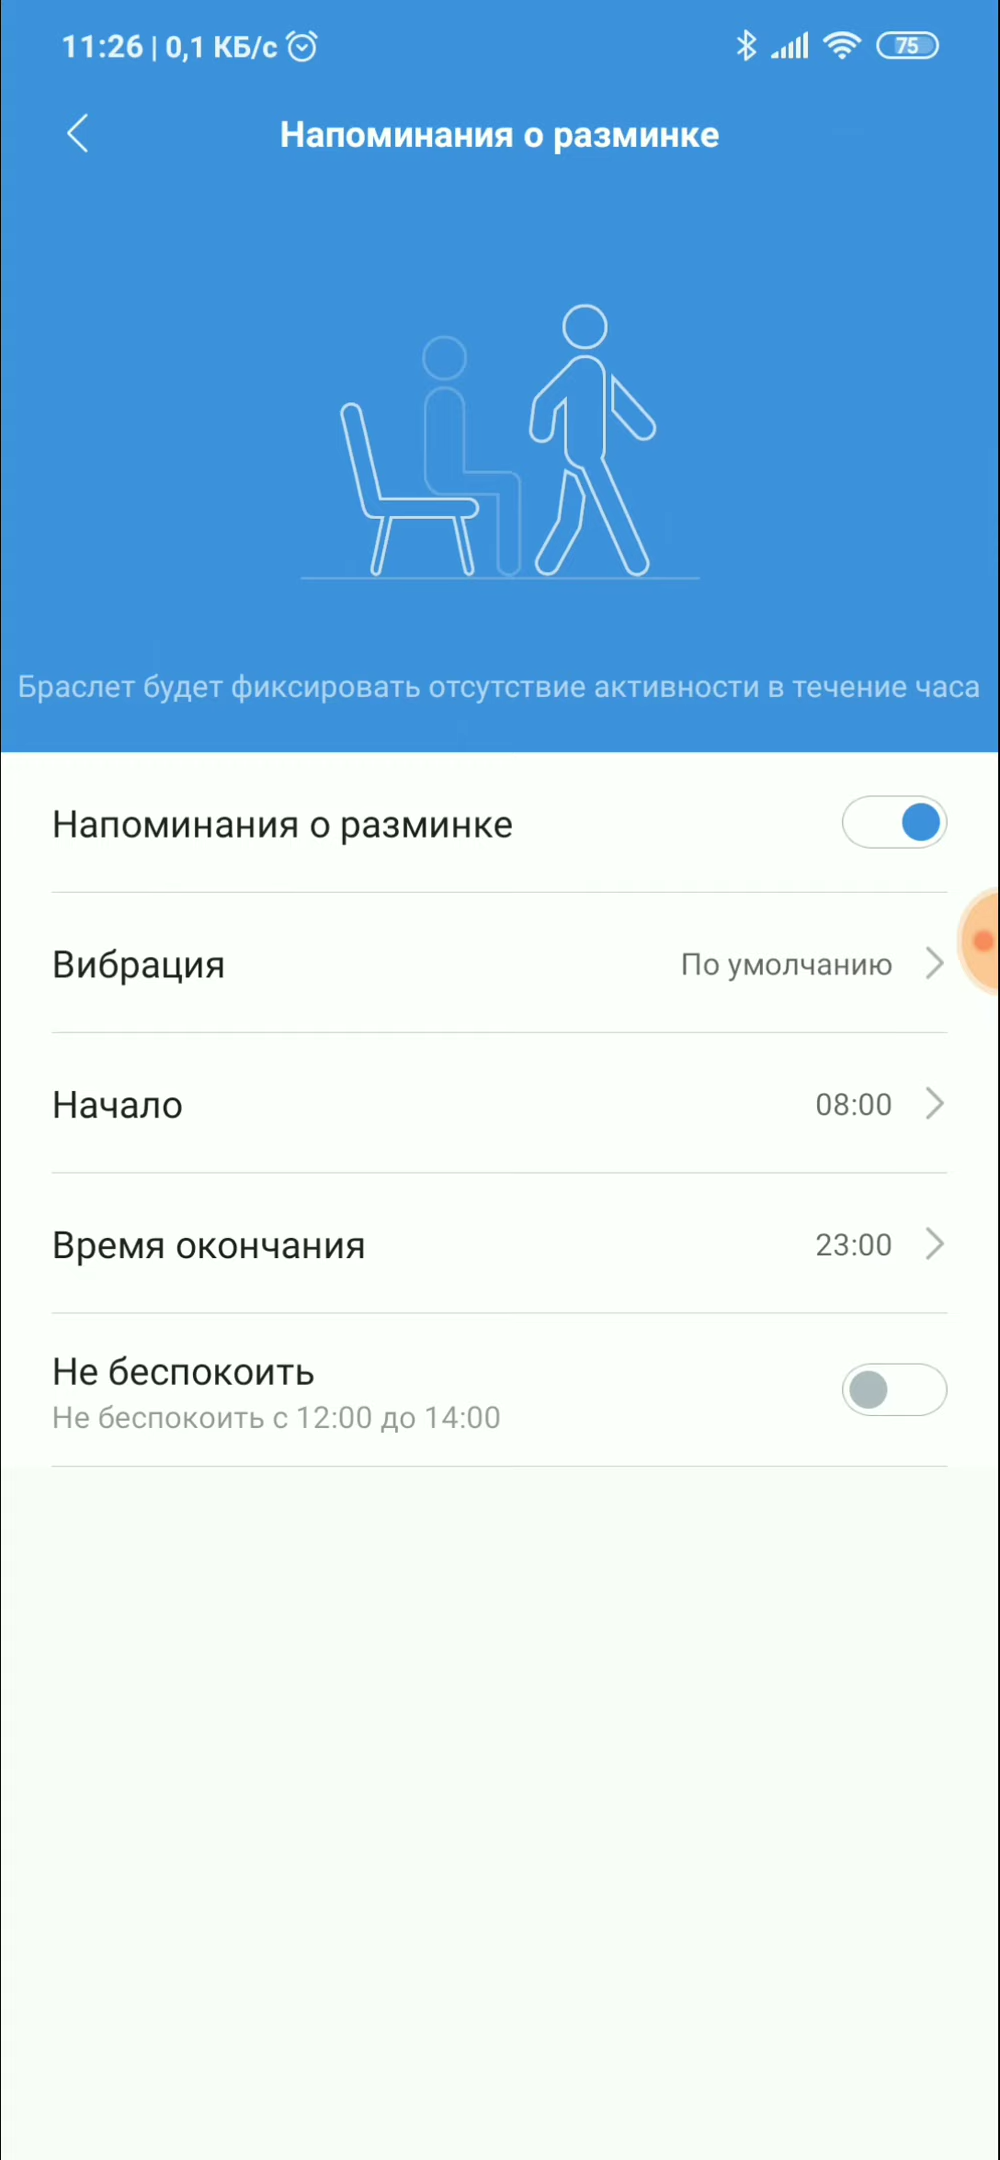 11:26 | 0,1 КБ/с
75
Напоминания о разминке
Браслет будет фиксировать отсутствие активности в течение часа
Напоминания о разминке
Вибрация По умолчанию
Начало 08:00
Время окончания 23:00
Не беспокоить
Не беспокоить с 12:00 до 14:00